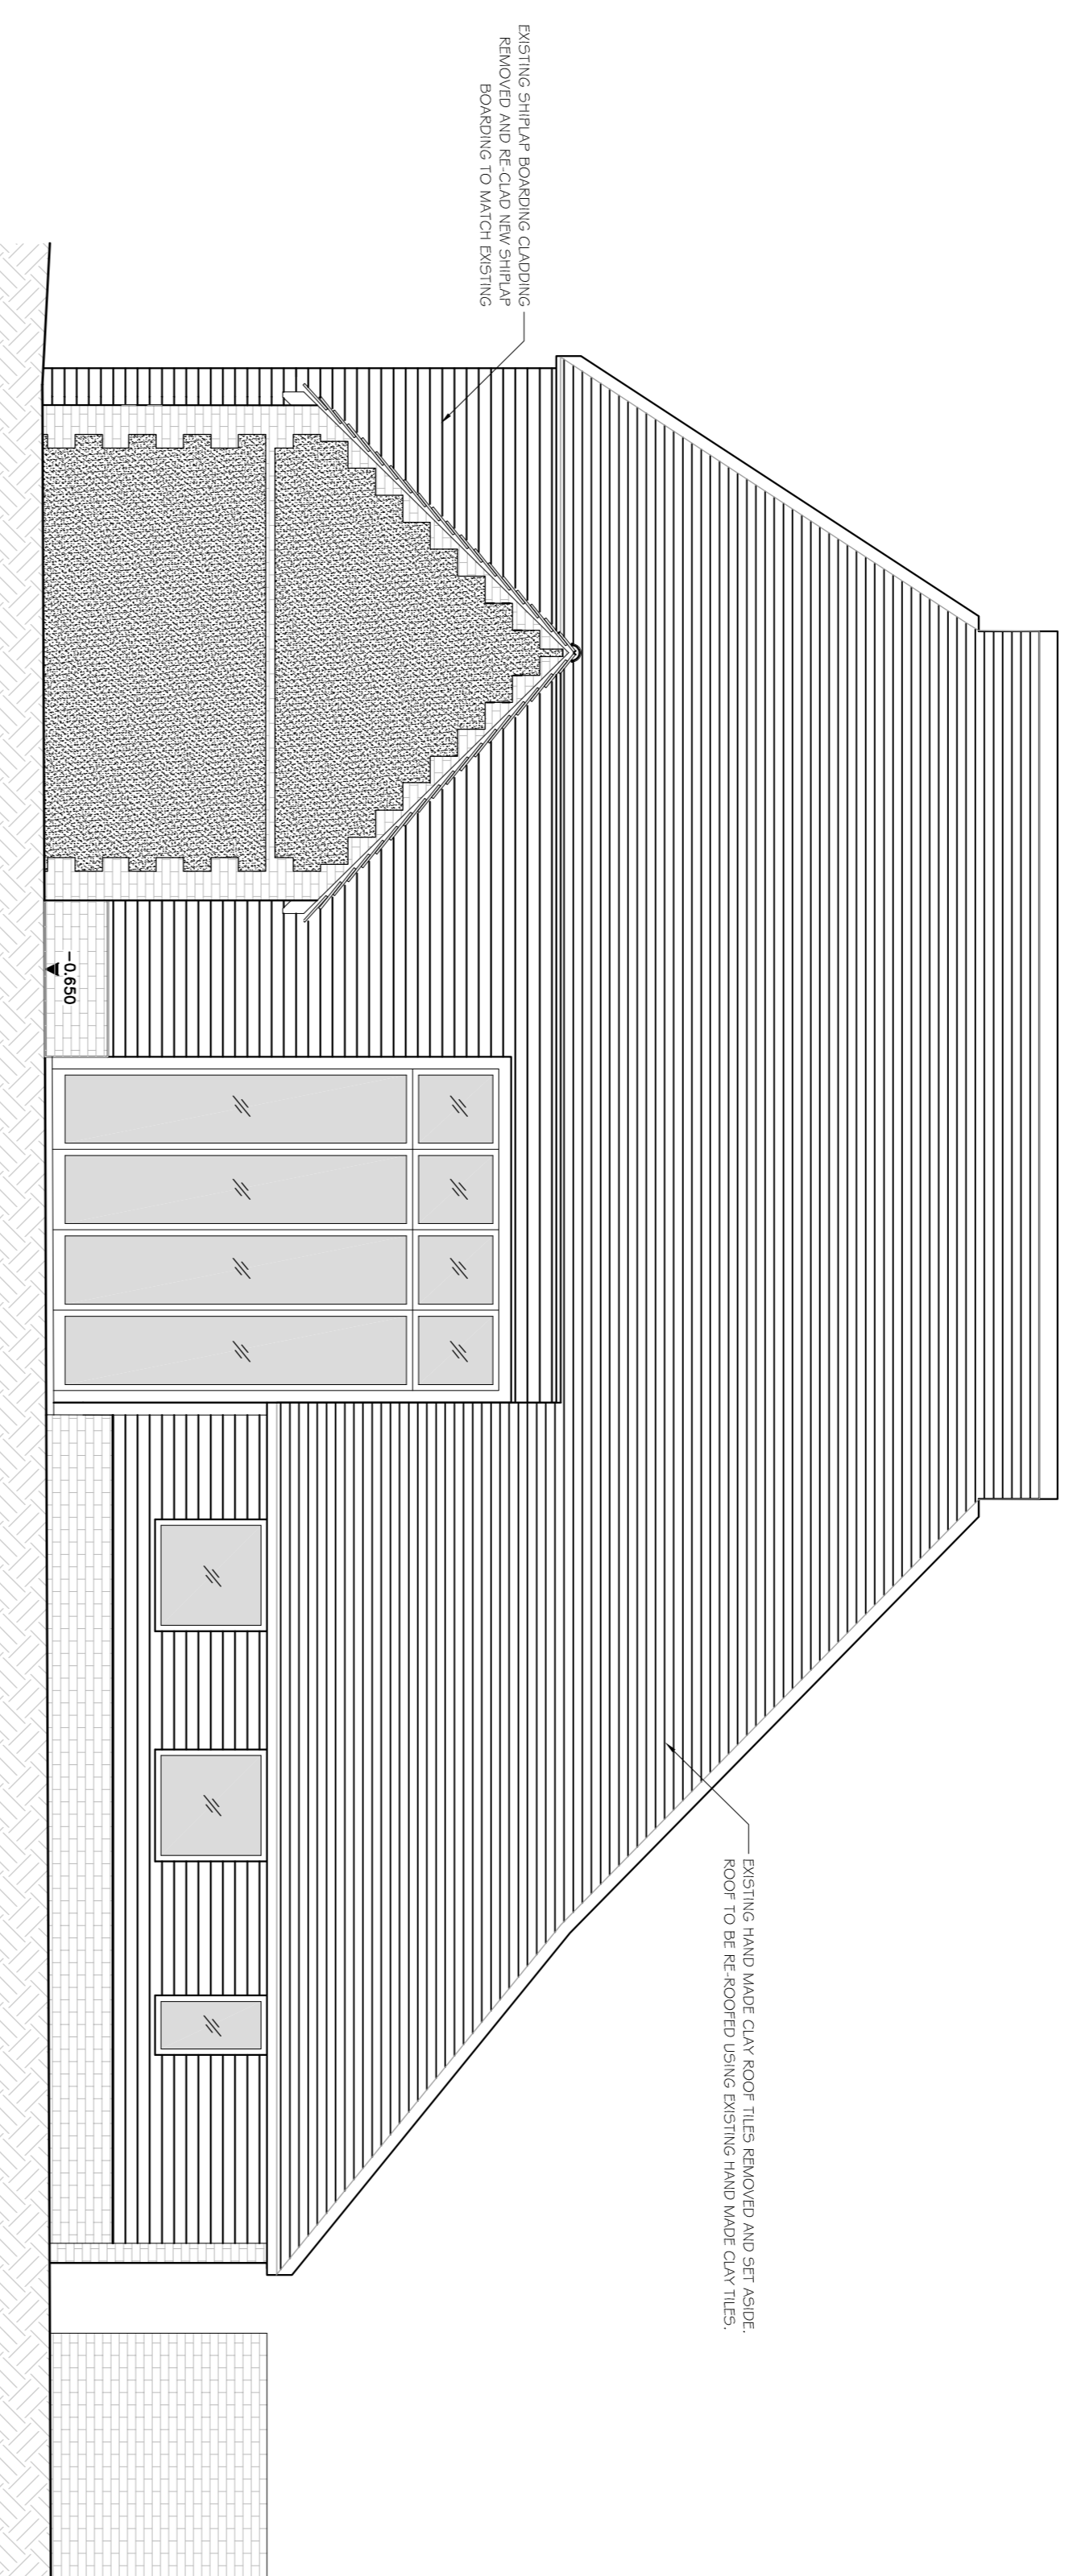 EXISTING SHIPLAP BOARDING CLADDING
REMOVED AND RE-CLAD NEW SHIPLAP
BOARDING TO MATCH EXISTING
-0.650
EXISTING HAND MADE CLAY ROOF TILES REMOVED AND SET ASIDE.
ROOF TO BE RE-ROOFED USING EXISTING HAND MADE CLAY TILES.